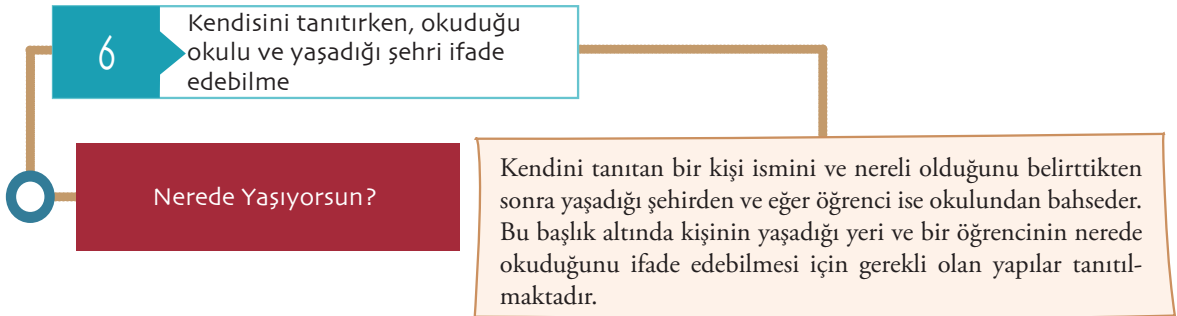 6
Kendisini tanıtırken, okuduğu
okulu ve yaşadığı şehri ifade
edebilme
Nerede Yaşıyorsun?
Kendini tanıtan bir kişi ismini ve nereli olduğunu belirttikten
sonra yaşadığı şehirden ve eğer öğrenci ise okulundan bahseder.
Bu başlık altında kişinin yaşadığı yeri ve bir öğrencinin nerede
okuduğunu ifade edebilmesi için gerekli olan yapılar tanıtıl-
maktadır.